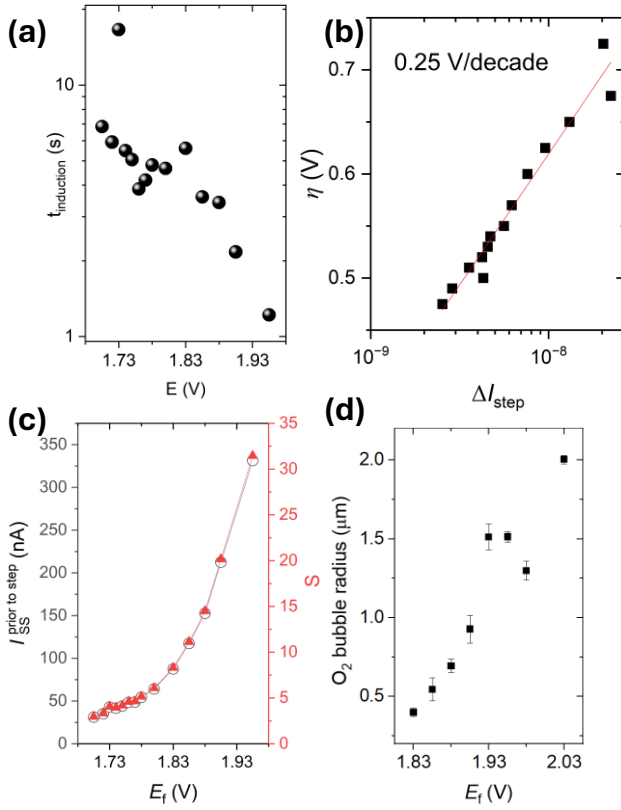 (a)
10
1
t_induction (s)
1.73 1.83 1.93
E (V)
(b)
0.25 V/decade
0.7
0.6
0.5
η (V)
10⁻⁹ 10⁻⁸
ΔI_step
(c)
350
300
250
200
150
100
50
0
I_SS^prior to step (nA)
35
30
25
20
15
10
5
0
S
1.73 1.83 1.93
E_f (V)
(d)
2.0
1.5
1.0
0.5
O₂ bubble radius (μm)
1.83 1.93 2.03
E_f (V)